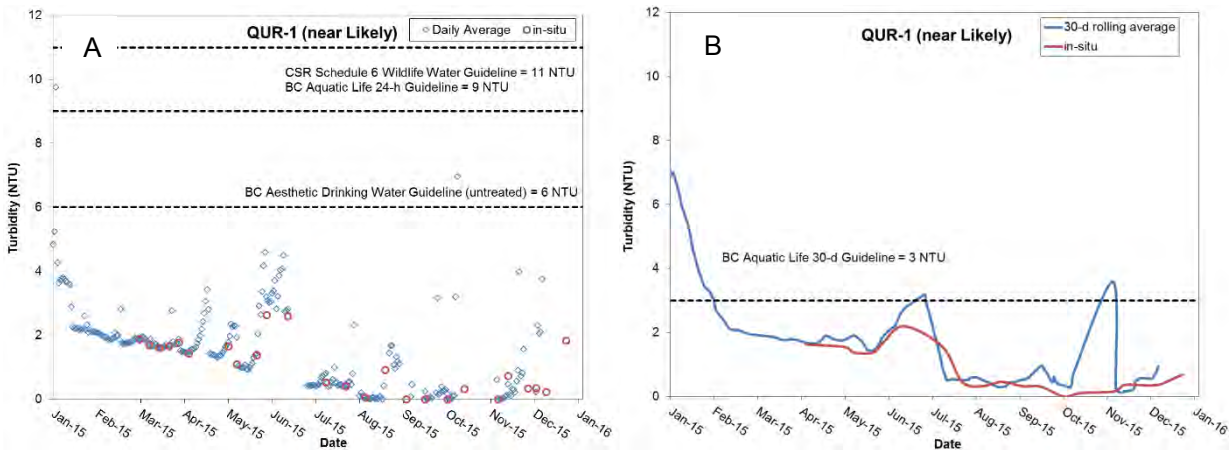 A
QUR-1 (near Likely)
Daily Average
in-situ
CSR Schedule 6 Wildlife Water Guideline = 11 NTU
BC Aquatic Life 24-h Guideline = 9 NTU
BC Aesthetic Drinking Water Guideline (untreated) = 6 NTU
Turbidity (NTU)
12
10
8
6
4
2
0
Jan-15
Feb-15
Mar-15
Apr-15
May-15
Jun-15
Jul-15
Aug-15
Sep-15
Oct-15
Nov-15
Dec-15
Jan-16
Date
B
QUR-1 (near Likely)
30-d rolling average
in-situ
BC Aquatic Life 30-d Guideline = 3 NTU
Turbidity (NTU)
12
10
8
6
4
2
0
Jan-15
Feb-15
Mar-15
Apr-15
May-15
Jun-15
Jul-15
Aug-15
Sep-15
Oct-15
Nov-15
Dec-15
Jan-16
Date